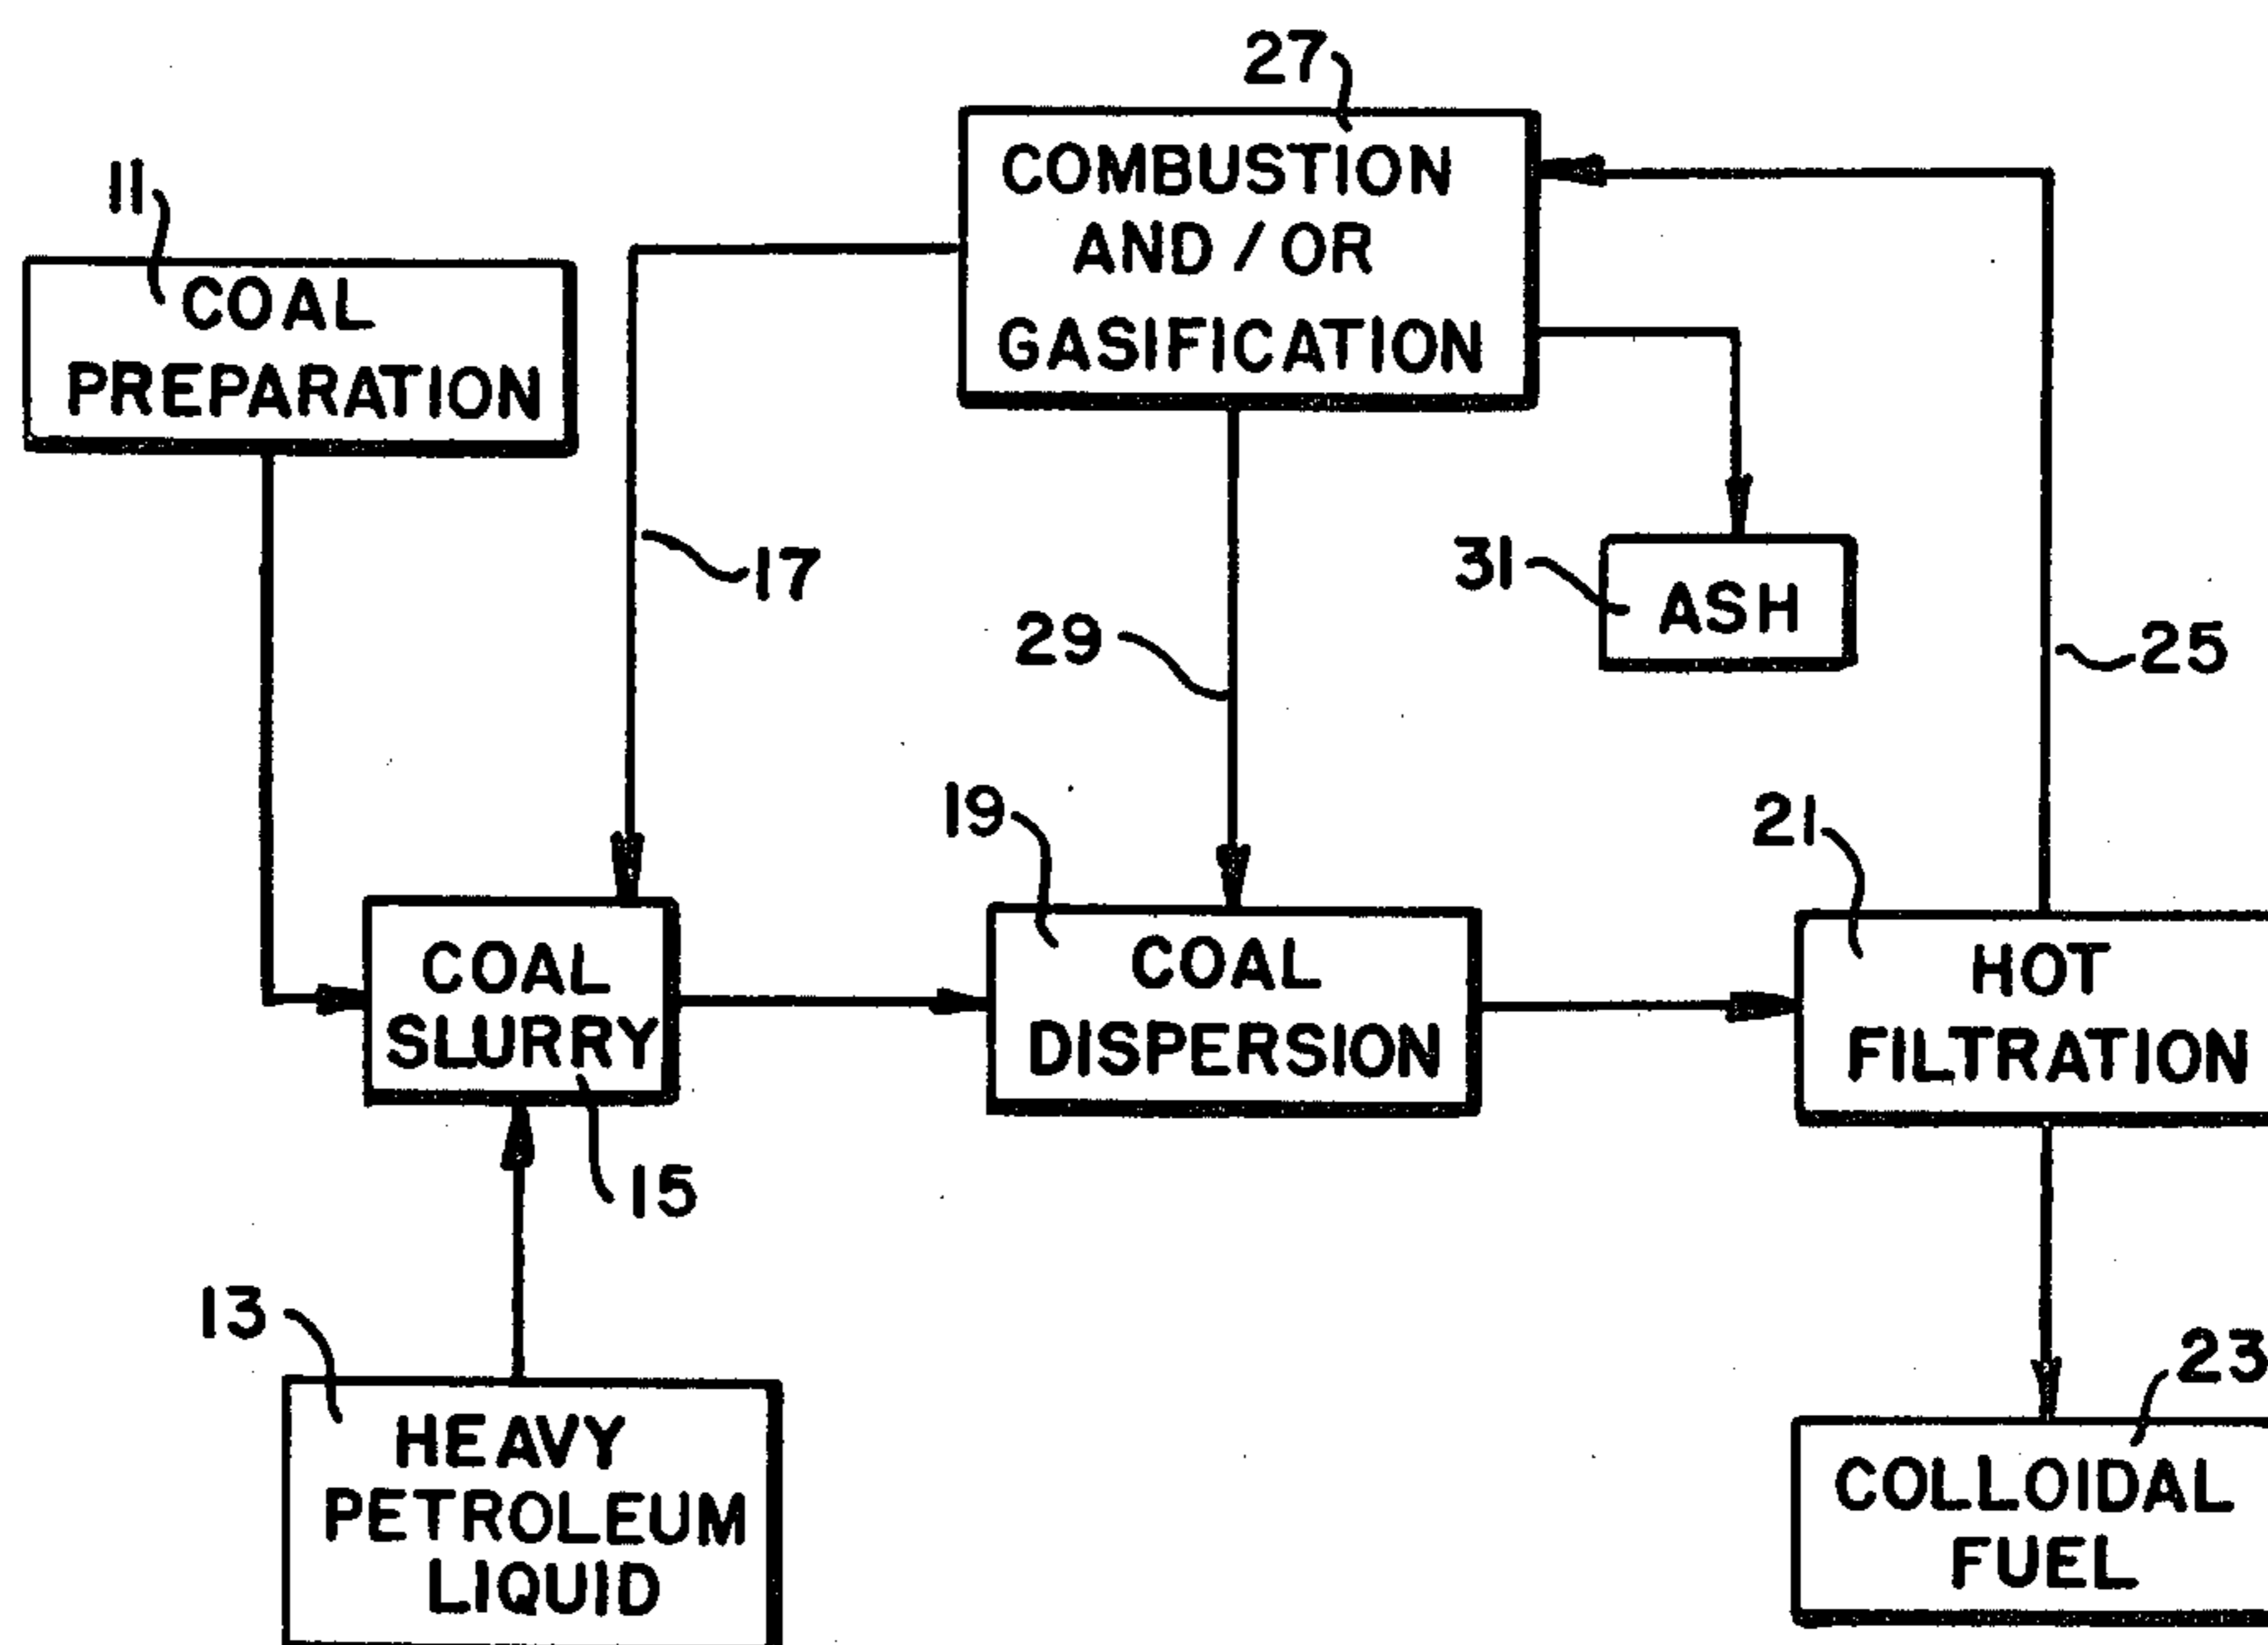 27
COMBUSTION
AND/OR
GASIFICATION
11
COAL
PREPARATION
17
31
ASH
29
25
19
21
COAL
SLURRY
COAL
DISPERSION
HOT
FILTRATION
15
13
HEAVY
PETROLEUM
LIQUID
23
COLLOIDAL
FUEL